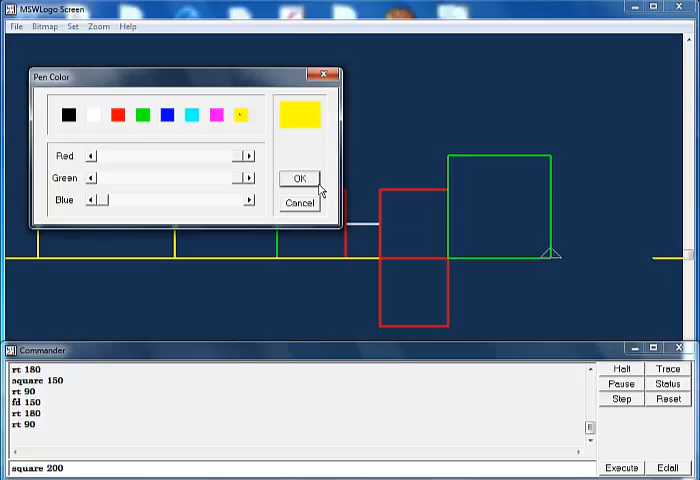 MSWLogo Screen
File Bitmap Set Zoom Help
Pen Color
Red
Green
Blue
OK
Cancel
Commander
rt 180
square 150
rt 90
fd 150
rt 180
rt 90
square 200
Halt Trace
Pause Status
Step Reset
Execute Edall